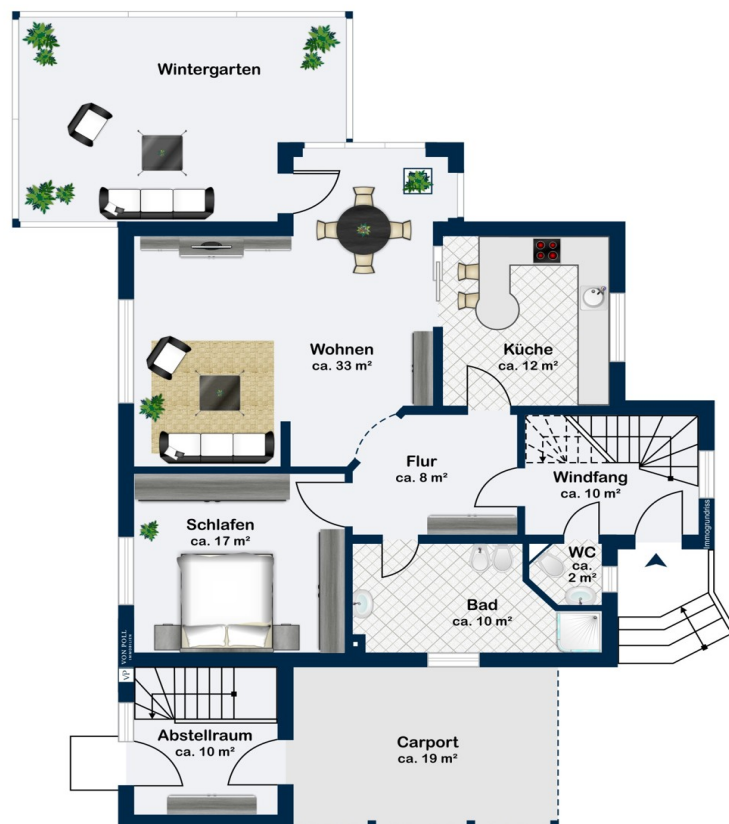 Wintergarten
Wohnen
ca. 33 m²
Küche
ca. 12 m²
Flur
ca. 8 m²
Windfang
ca. 10 m²
Immogrundriss
Schlafen
ca. 17 m²
WC
ca.
2 m²
Bad
ca. 10 m²
VP VON POLL
IMMOBILIEN
Abstellraum
ca. 10 m²
Carport
ca. 19 m²